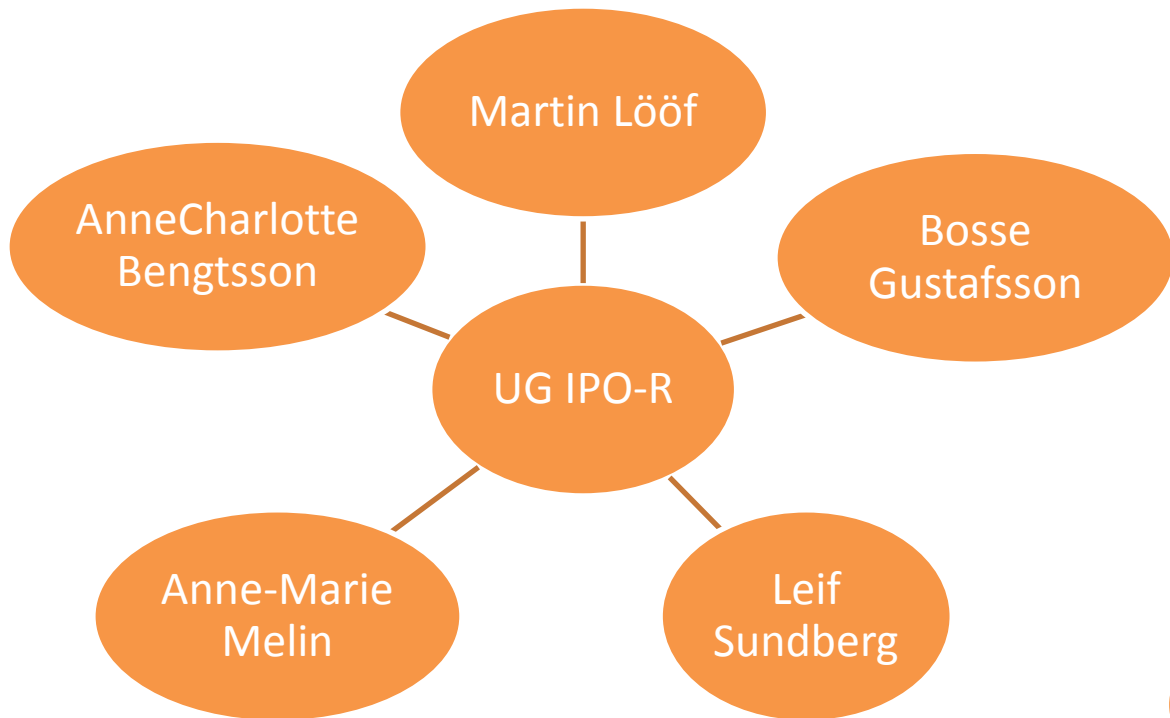 Martin Lööf
AnneCharlotte
Bengtsson
Bosse
Gustafsson
UG IPO-R
Anne-Marie
Melin
Leif
Sundberg